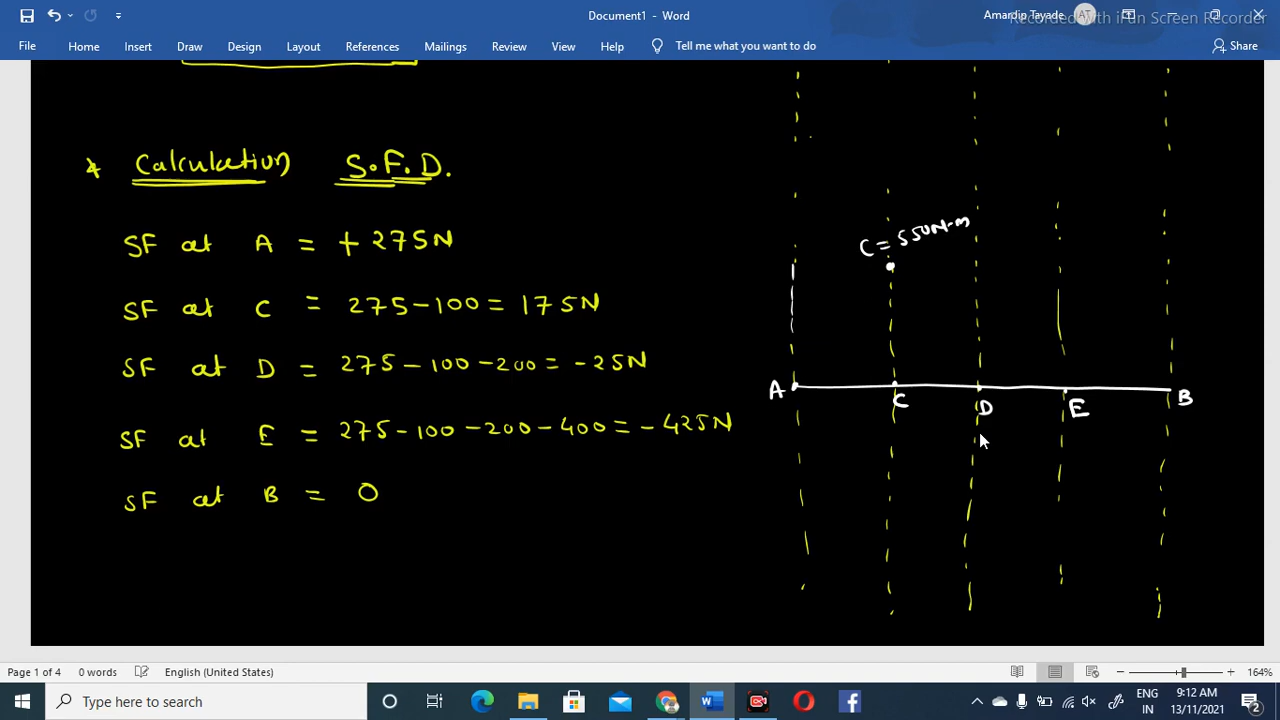 Document1 - Word
Amardip Tayade AT
Recorded with iFun Screen Recorder
File Home Insert Draw Design Layout References Mailings Review View Help Tell me what you want to do Share
* Calculation S.F.D.
SF at A = + 275N
SF at C = 275-100 = 175N
SF at D = 275-100-200 = -25N
SF at E = 275-100-200-400 = -425N
SF at B = 0
C = 550N-m
A C D E B
Page 1 of 4 0 words English (United States) 164%
Type here to search
ENG
IN
9:12 AM
13/11/2021
2